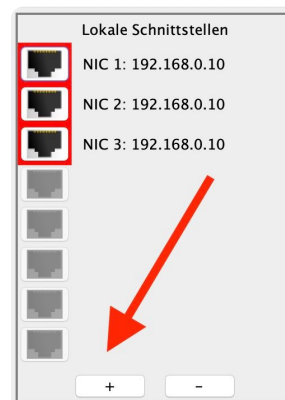 Lokale Schnittstellen
NIC 1: 192.168.0.10
NIC 2: 192.168.0.10
NIC 3: 192.168.0.10
+ -